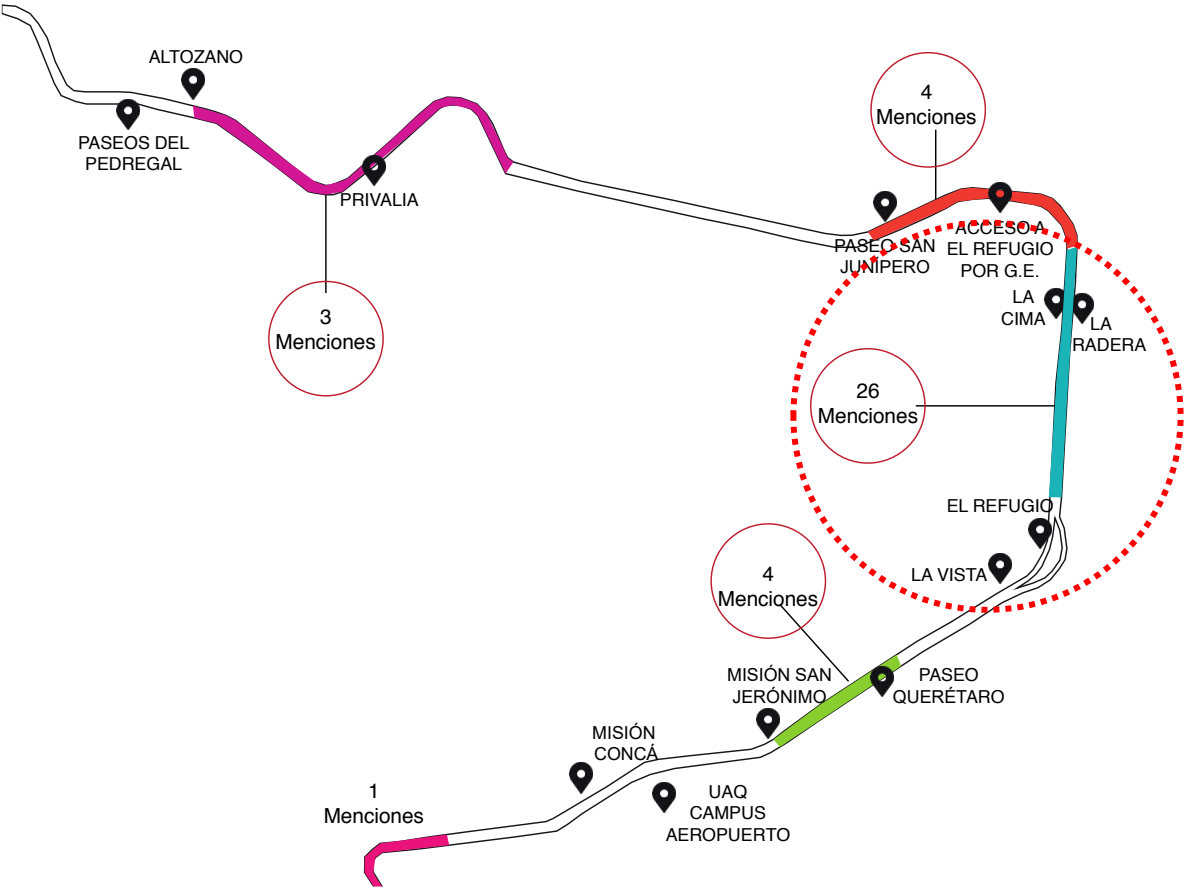 ALTOZANO
PASEOS DEL
PEDREGAL
PRIVALIA
3
Menciones
4
Menciones
PASEO SAN
JUNIPERO
ACCESO A
EL REFUGIO
POR G.E.
LA
CIMA
LA
RADERA
26
Menciones
EL REFUGIO
LA VISTA
4
Menciones
MISIÓN SAN
JERÓNIMO
PASEO
QUERÉTARO
MISIÓN
CONCÁ
UAQ
CAMPUS
AEROPUERTO
1
Menciones